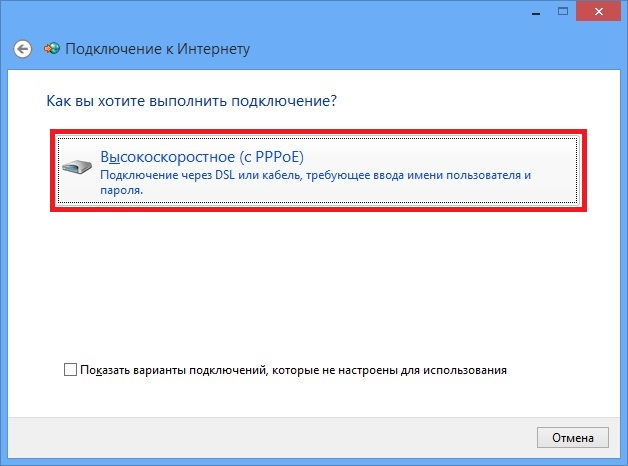 Подключение к Интернету
Как вы хотите выполнить подключение?
Высокоскоростное (с PPPoE)
Подключение через DSL или кабель, требующее ввода имени пользователя и
пароля.
Показать варианты подключений, которые не настроены для использования
Отмена